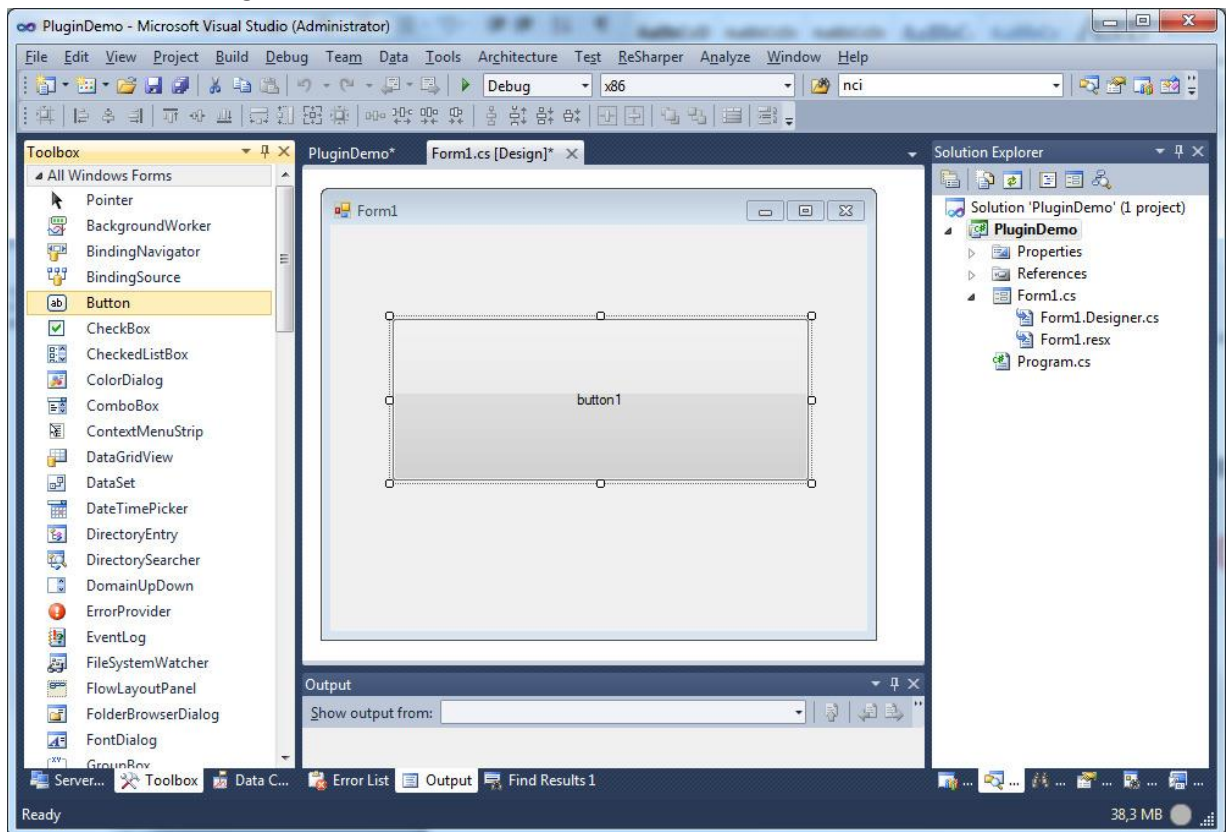 PluginDemo - Microsoft Visual Studio (Administrator)
File Edit View Project Build Debug Team Data Tools Architecture Test ReSharper Analyze Window Help
Debug x86 nci
Toolbox
All Windows Forms
Pointer
BackgroundWorker
BindingNavigator
BindingSource
Button
CheckBox
CheckedListBox
ColorDialog
ComboBox
ContextMenuStrip
DataGridView
DataSet
DateTimePicker
DirectoryEntry
DirectorySearcher
DomainUpDown
ErrorProvider
EventLog
FileSystemWatcher
FlowLayoutPanel
FolderBrowserDialog
FontDialog
GroupBox
Server... Toolbox Data C...
PluginDemo* Form1.cs [Design]*
Form1
button1
Output
Show output from:
Error List Output Find Results 1
Solution Explorer
Solution 'PluginDemo' (1 project)
PluginDemo
Properties
References
Form1.cs
Form1.Designer.cs
Form1.resx
Program.cs
Ready 38,3 MB